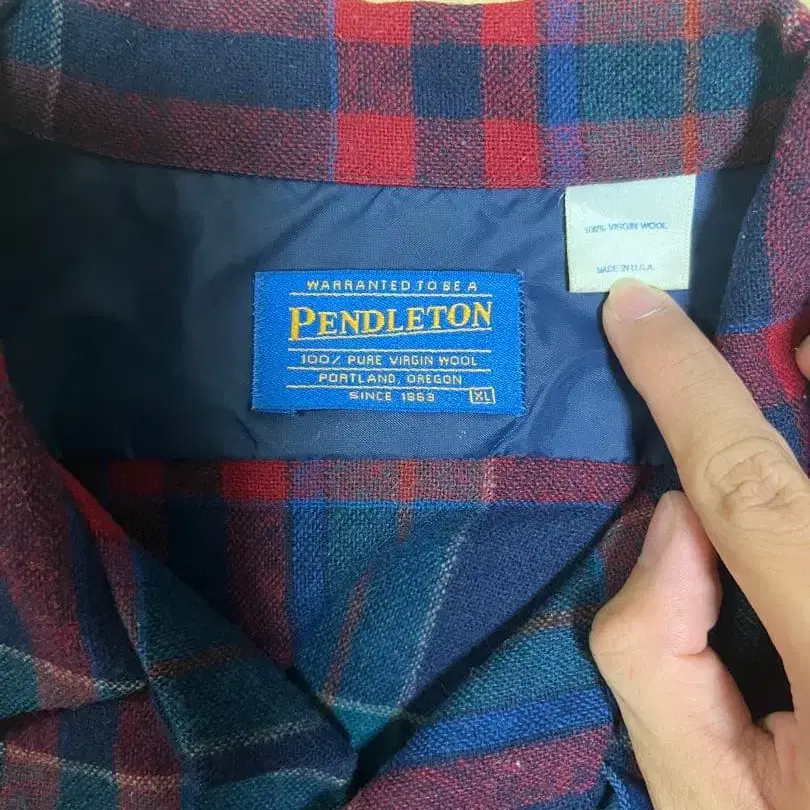 WARRANTED TO BE A
PENDLETON
100% PURE VIRGIN WOOL
PORTLAND, OREGON
SINCE 1863
XL
100% VIRGIN WOOL
MADE IN U.S.A.